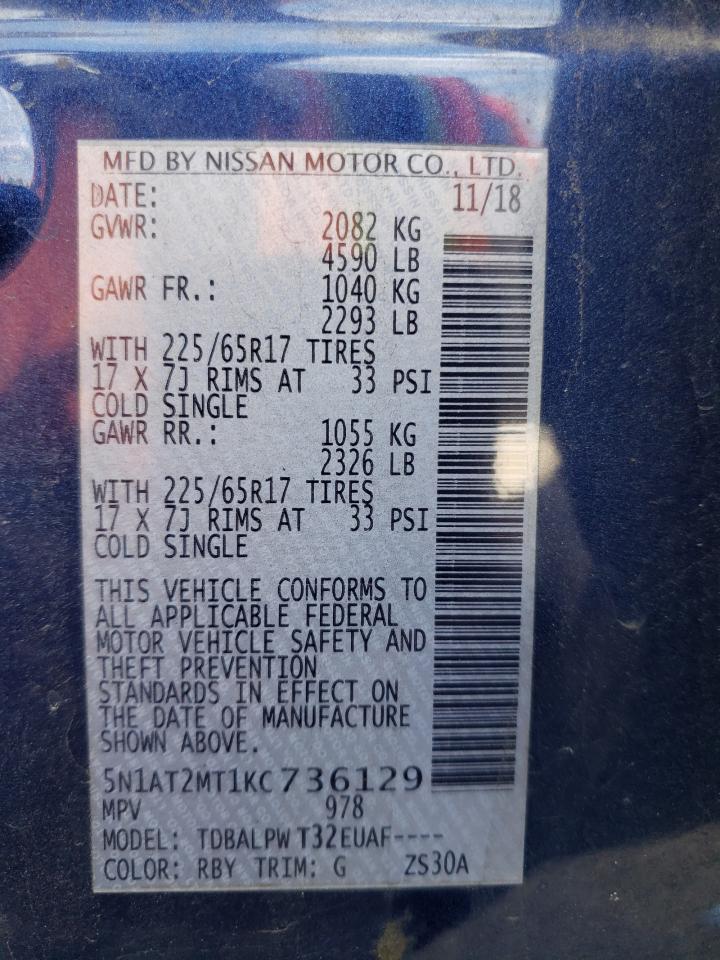 MFD BY NISSAN MOTOR CO., LTD.
DATE: 11/18
GVWR: 2082 KG
4590 LB
GAWR FR.: 1040 KG
2293 LB
WITH 225/65R17 TIRES
17 X 7J RIMS AT 33 PSI
COLD SINGLE
GAWR RR.: 1055 KG
2326 LB
WITH 225/65R17 TIRES
17 X 7J RIMS AT 33 PSI
COLD SINGLE
THIS VEHICLE CONFORMS TO
ALL APPLICABLE FEDERAL
MOTOR VEHICLE SAFETY AND
THEFT PREVENTION
STANDARDS IN EFFECT ON
THE DATE OF MANUFACTURE
SHOWN ABOVE.
5N1AT2MT1KC736129
MPV 978
MODEL: TDBALPW T32EUAF----
COLOR: RBY TRIM: G ZS30A